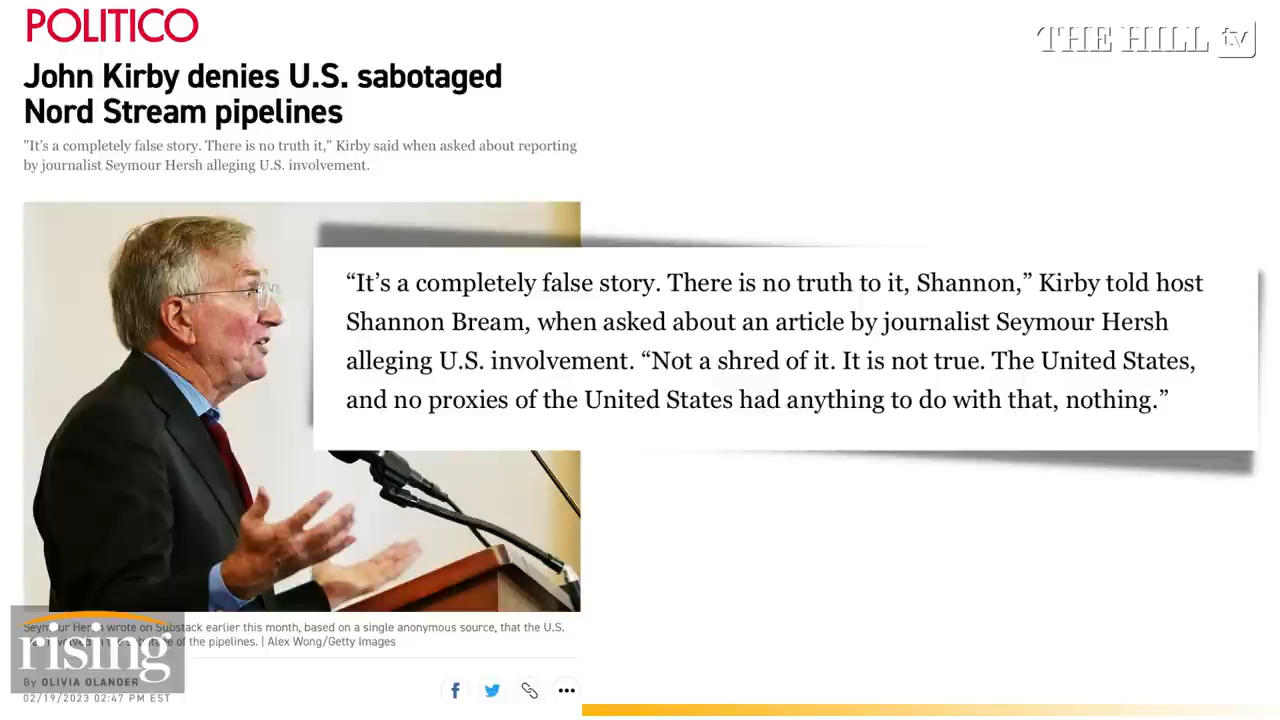 POLITICO
THE HILL tv
John Kirby denies U.S. sabotaged
Nord Stream pipelines
"It's a completely false story. There is no truth it," Kirby said when asked about reporting
by journalist Seymour Hersh alleging U.S. involvement.
“It’s a completely false story. There is no truth to it, Shannon,” Kirby told host
Shannon Bream, when asked about an article by journalist Seymour Hersh
alleging U.S. involvement. “Not a shred of it. It is not true. The United States,
and no proxies of the United States had anything to do with that, nothing.”
Seymour Hersh wrote on Substack earlier this month, based on a single anonymous source, that the U.S.
of the pipelines. | Alex Wong/Getty Images
rising
By OLIVIA OLANDER
02/19/2023 02:47 PM EST